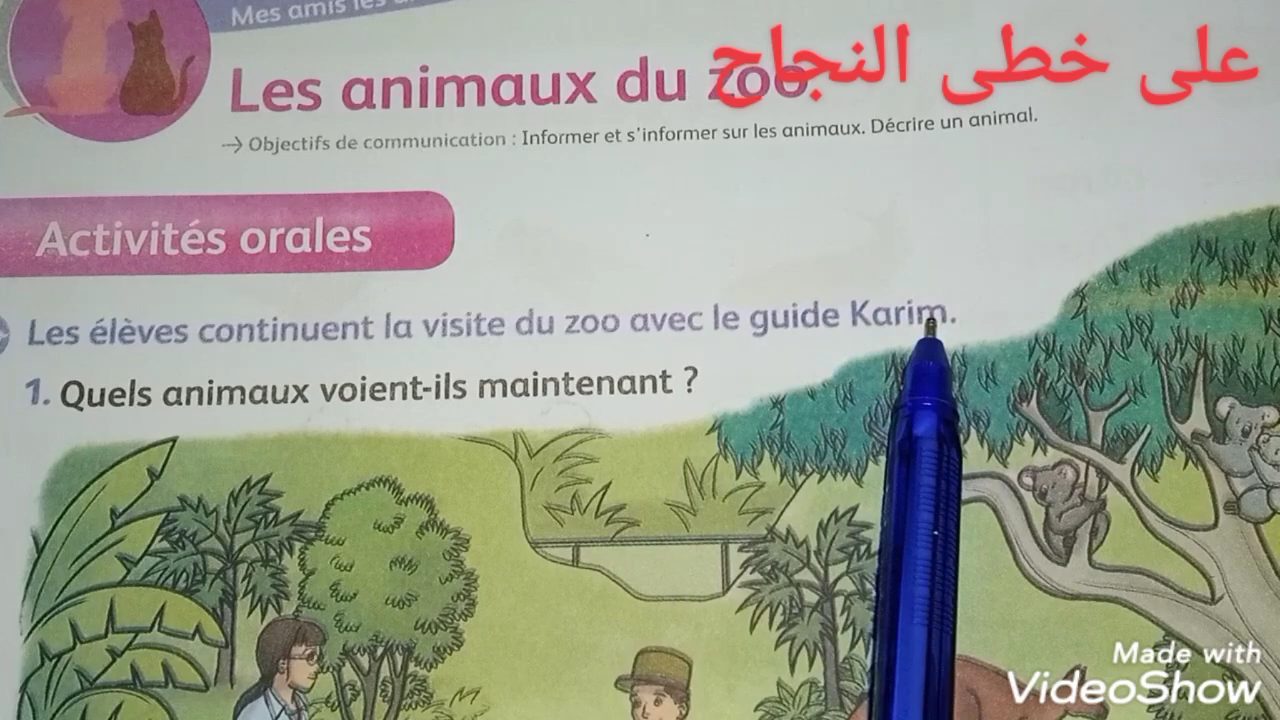 Mes amis les
Les animaux du zoo
على خطى النجاح
→ Objectifs de communication : Informer et s'informer sur les animaux. Décrire un animal.
Activités orales
Les élèves continuent la visite du zoo avec le guide Karim.
1. Quels animaux voient-ils maintenant ?
Made with
VideoShow